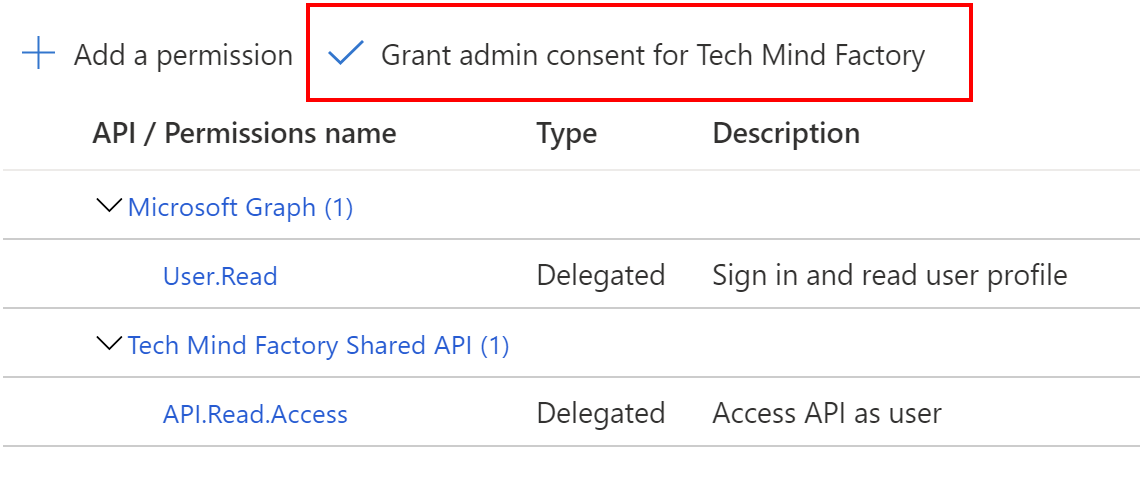 Add a permission Grant admin consent for Tech Mind Factory
API / Permissions name Type Description
Microsoft Graph (1)
User.Read Delegated Sign in and read user profile
Tech Mind Factory Shared API (1)
API.Read.Access Delegated Access API as user